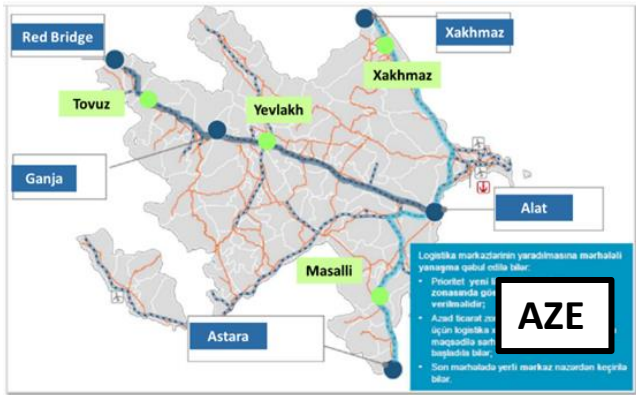 Red Bridge
Xakhmaz
Xakhmaz
Tovuz
Yevlakh
Ganja
Alat
Masalli
Astara
Logistika mərkəzlərinin yaradılmasına mərhələli
yanaşma qəbul edilə bilər:
• Prioritet yeni
zonasında
verilməlidir;
• Azad ticarət
üçün logistika
məqsədilə
başladıla bilər;
• Son mərhələdə yerli mərkəz nəzərdən keçirilə
bilər.
AZE